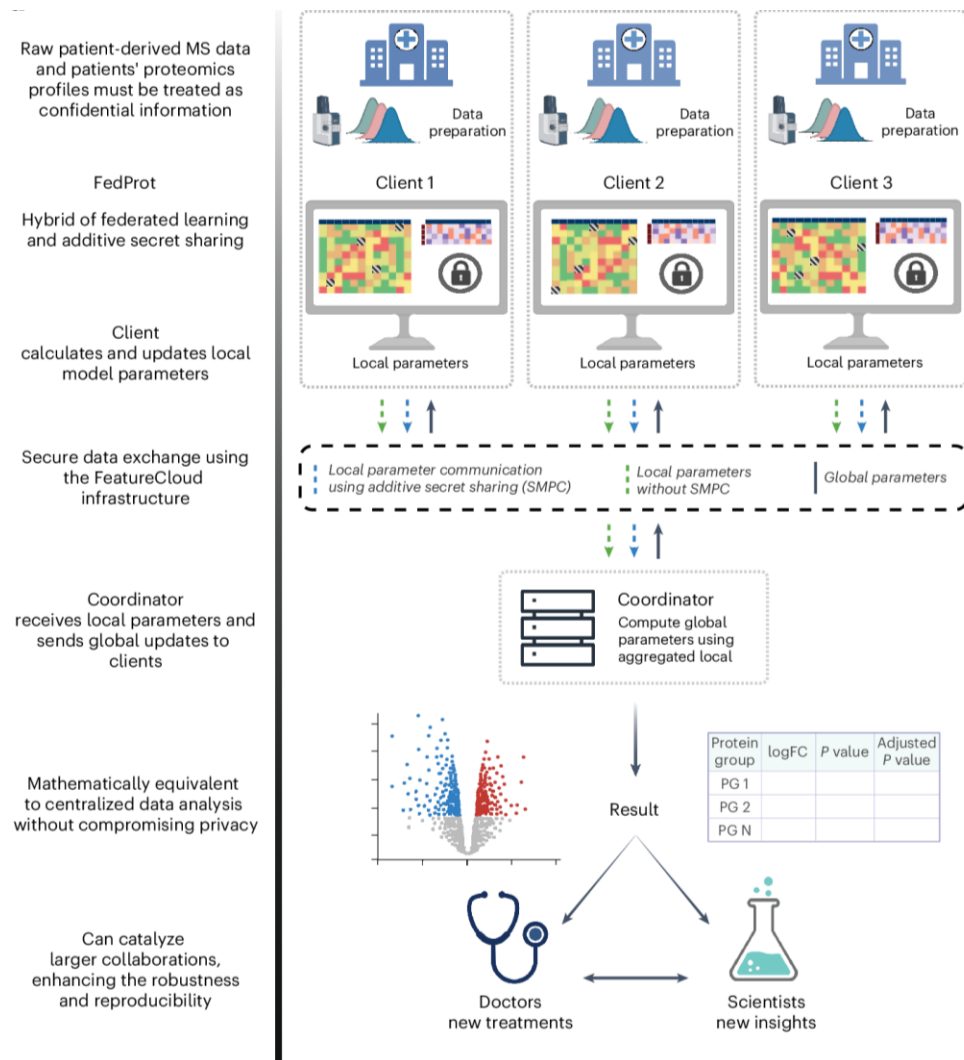 Raw patient-derived MS data
and patients' proteomics
profiles must be treated as
confidential information
Data
preparation
Data
preparation
Data
preparation
FedProt
Hybrid of federated learning
and additive secret sharing
Client 1
Client 2
Client 3
Client
calculates and updates local
model parameters
Local parameters
Local parameters
Local parameters
Secure data exchange using
the FeatureCloud
infrastructure
Local parameter communication
using additive secret sharing (SMPC)
Local parameters
without SMPC
Global parameters
Coordinator
receives local parameters and
sends global updates to
clients
Coordinator
Compute global
parameters using
aggregated local
Mathematically equivalent
to centralized data analysis
without compromising privacy
Result
Protein
group
logFC
P value
Adjusted
P value
PG 1
PG 2
PG N
Can catalyze
larger collaborations,
enhancing the robustness
and reproducibility
Doctors
new treatments
Scientists
new insights